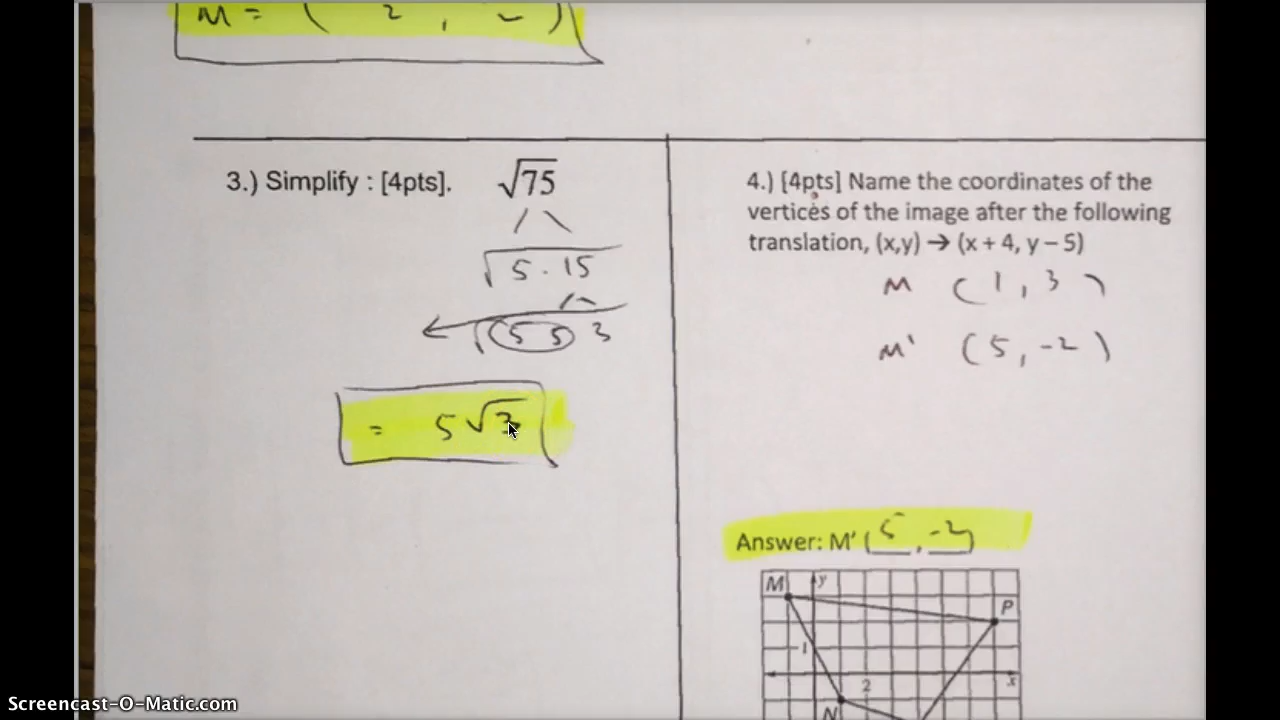 M = ( 2 , )
3.) Simplify : [4pts]. √75
√5 · 15
√5 5 3
= 5√3
4.) [4pts] Name the coordinates of the
vertices of the image after the following
translation, (x,y) → (x + 4, y – 5)
M (1, 3)
M' (5, -2)
Answer: M' (5, -2)
M y
P
1
2 x
N
Screencast-O-Matic.com